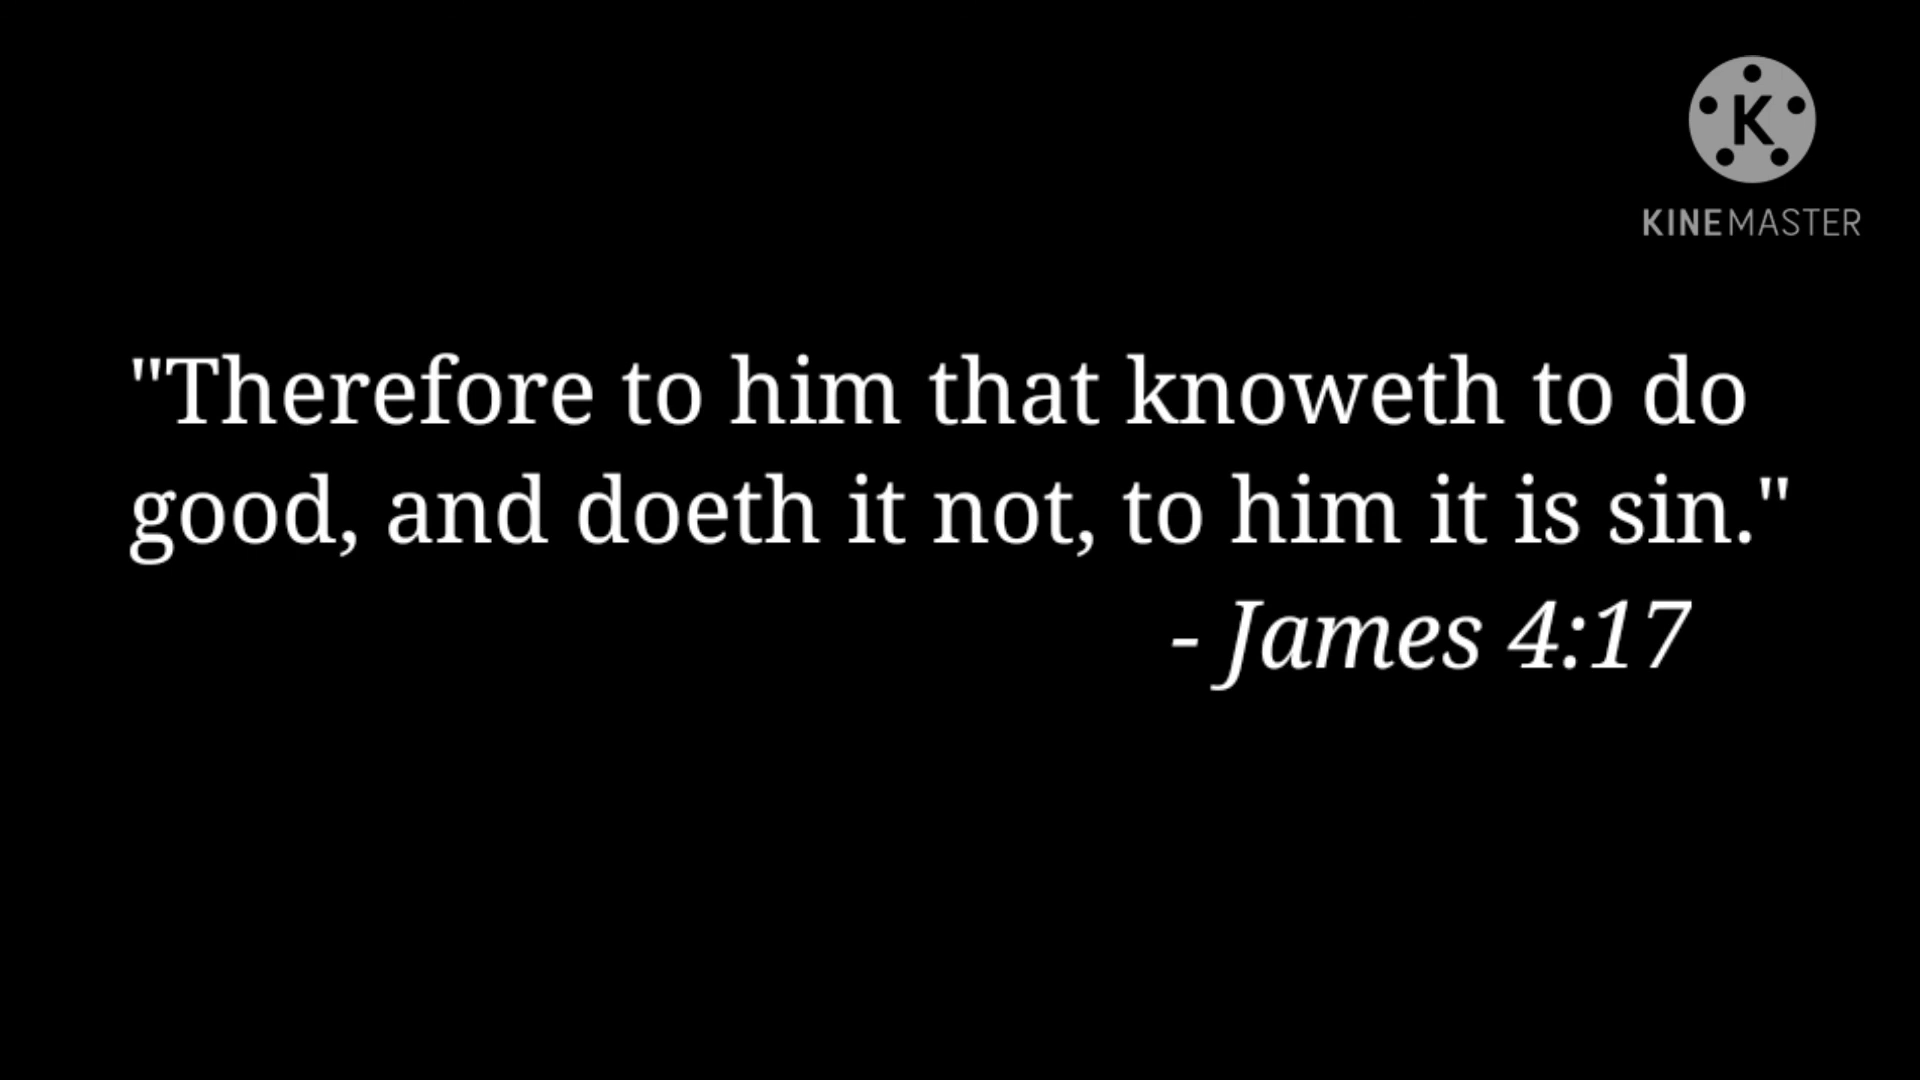 K
KINEMASTER
"Therefore to him that knoweth to do
good, and doeth it not, to him it is sin."
- James 4:17